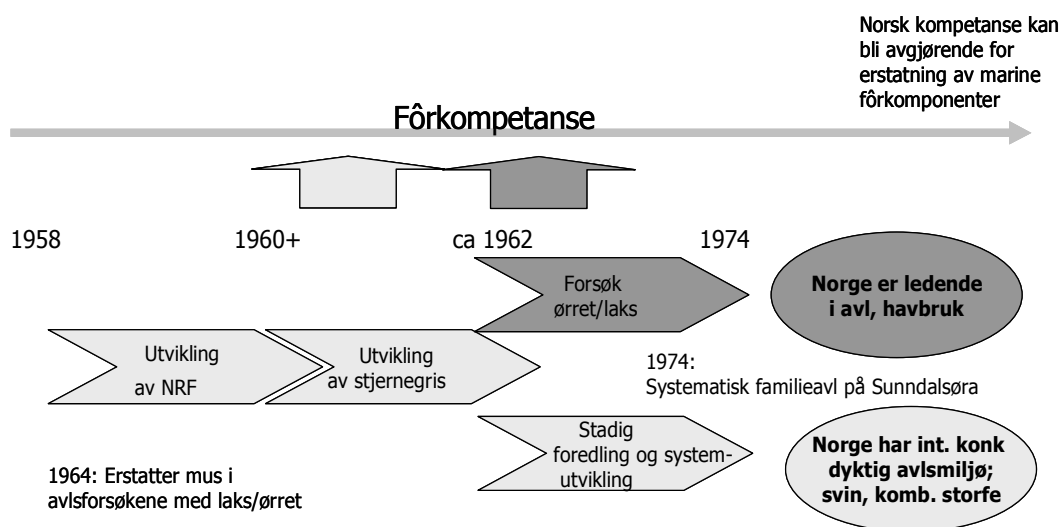 Norsk kompetanse kan
bli avgjørende for
erstatning av marine
fôrkomponenter
Fôrkompetanse
1958
1960+
ca 1962
1974
Forsøk
ørret/laks
Norge er ledende
i avl, havbruk
Utvikling
av NRF
Utvikling
av stjernegris
1974:
Systematisk familieavl på Sunndalsøra
Stadig
foredling og system-
utvikling
Norge har int. konk
dyktig avlsmiljø;
svin, komb. storfe
1964: Erstatter mus i
avlsforsøkene med laks/ørret